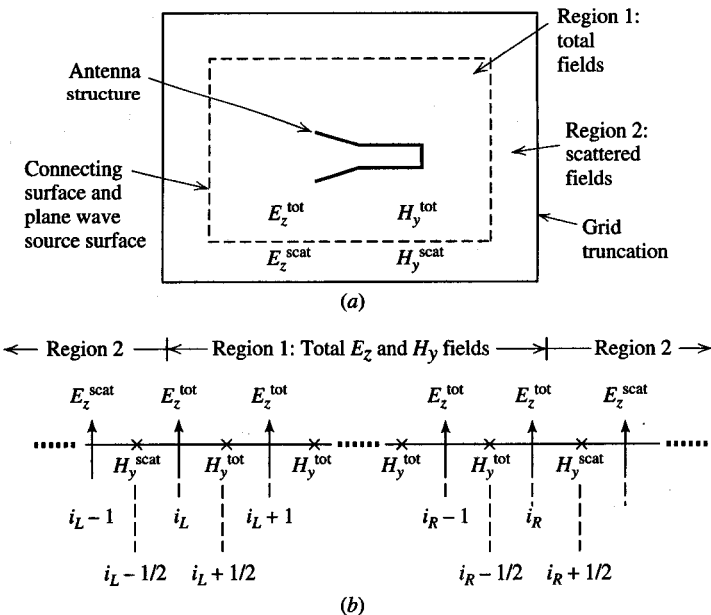 Region 1:
total
fields
Antenna
structure
Region 2:
scattered
fields
Connecting
surface and
plane wave
source surface
E_z^tot H_y^tot
E_z^scat H_y^scat
Grid
truncation
(a)
Region 2 Region 1: Total E_z and H_y fields Region 2
E_z^scat E_z^tot E_z^tot E_z^tot E_z^tot E_z^scat
H_y^scat H_y^tot H_y^tot H_y^tot H_y^tot H_y^scat
i_L – 1 i_L i_L + 1 i_R – 1 i_R
i_L – 1/2 i_L + 1/2 i_R – 1/2 i_R + 1/2
(b)